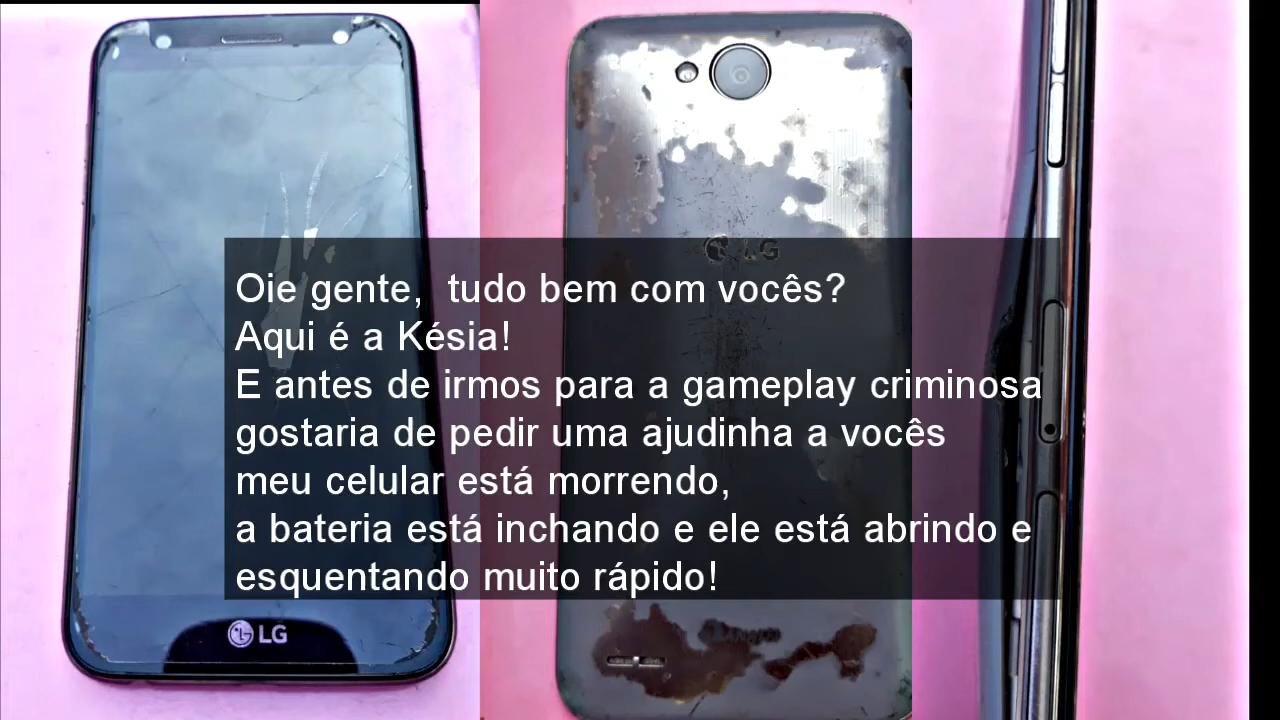 LG
Oie gente,  tudo bem com vocês?
Aqui é a Késia!
E antes de irmos para a gameplay criminosa
gostaria de pedir uma ajudinha a vocês
meu celular está morrendo,
a bateria está inchando e ele está abrindo e
esquentando muito rápido!
LG